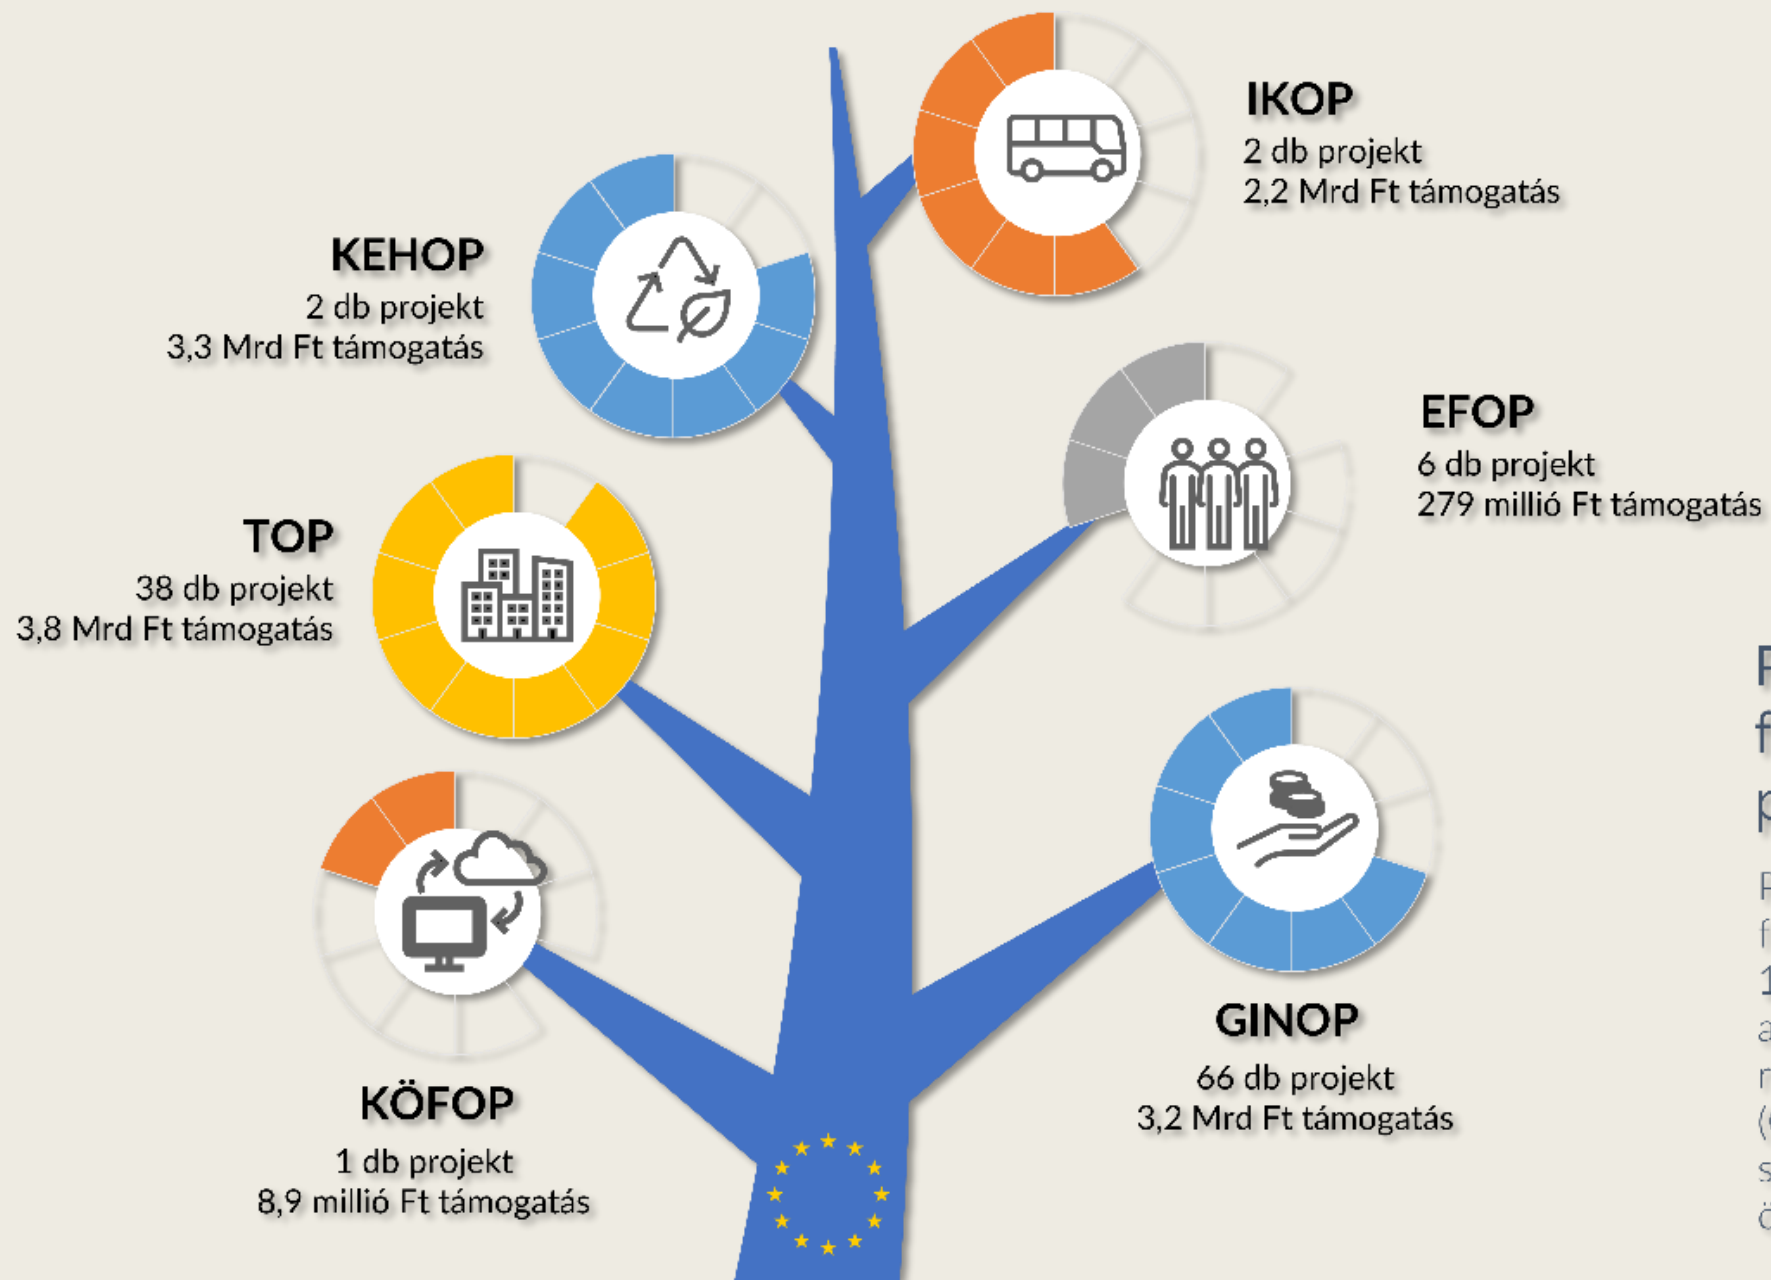 IKOP
2 db projekt
2,2 Mrd Ft támogatás
KEHOP
2 db projekt
3,3 Mrd Ft támogatás
EFOP
6 db projekt
279 millió Ft támogatás
TOP
38 db projekt
3,8 Mrd Ft támogatás
GINOP
66 db projekt
3,2 Mrd Ft támogatás
KÖFOP
1 db projekt
8,9 millió Ft támogatás